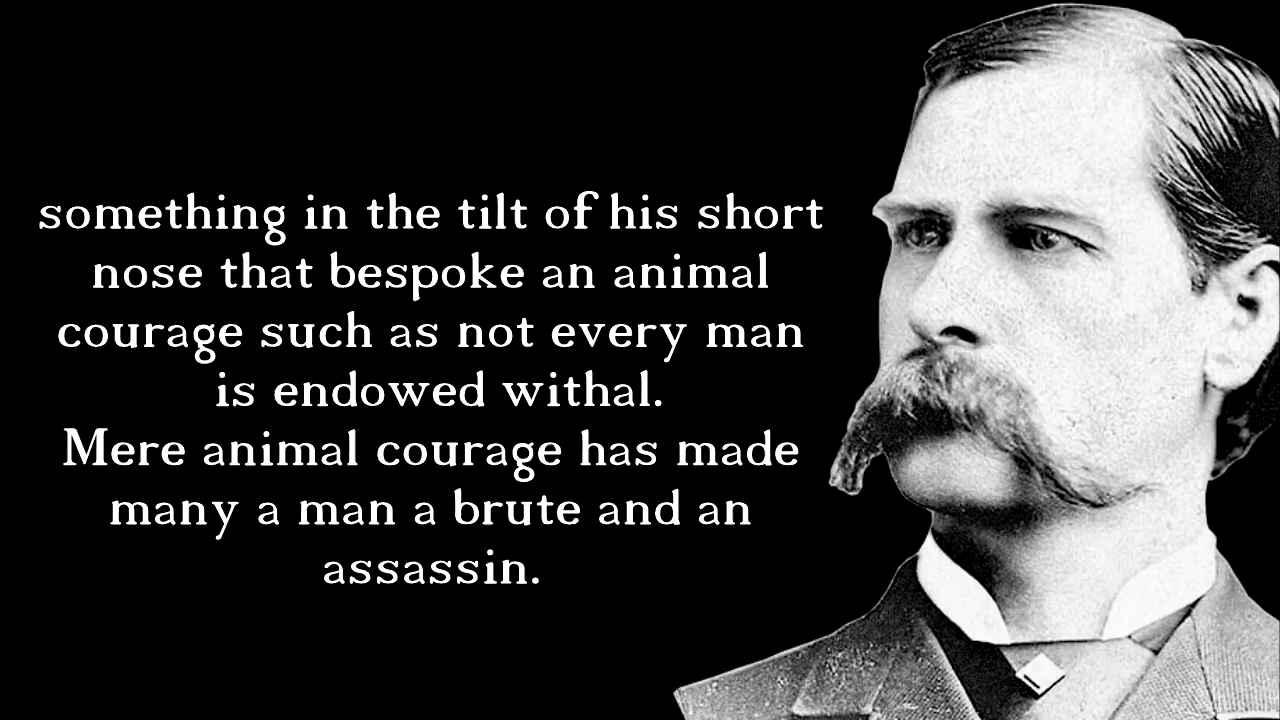 something in the tilt of his short
nose that bespoke an animal
courage such as not every man
is endowed withal.
Mere animal courage has made
many a man a brute and an
assassin.